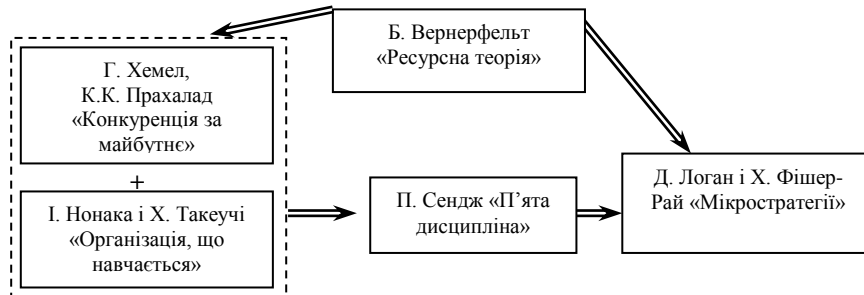 Б. Вернерфельт
«Ресурсна теорія»
Г. Хемел,
К.К. Прахалад
«Конкуренція за
майбутнє»
+
І. Нонака і Х. Такеучі
«Організація, що
навчається»
П. Сендж «П’ята
дисципліна»
Д. Логан і Х. Фішер-
Рай «Мікростратегії»